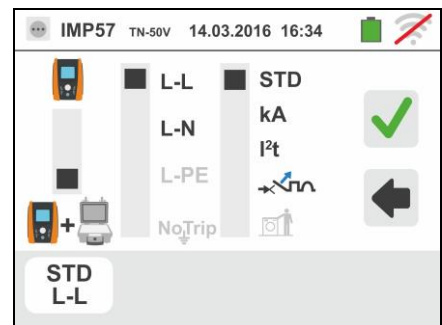 IMP57 TN-50V 14.03.2016 16:34
L-L STD
L-N kA
I²t
L-PE
NoTrip
+
STD
L-L